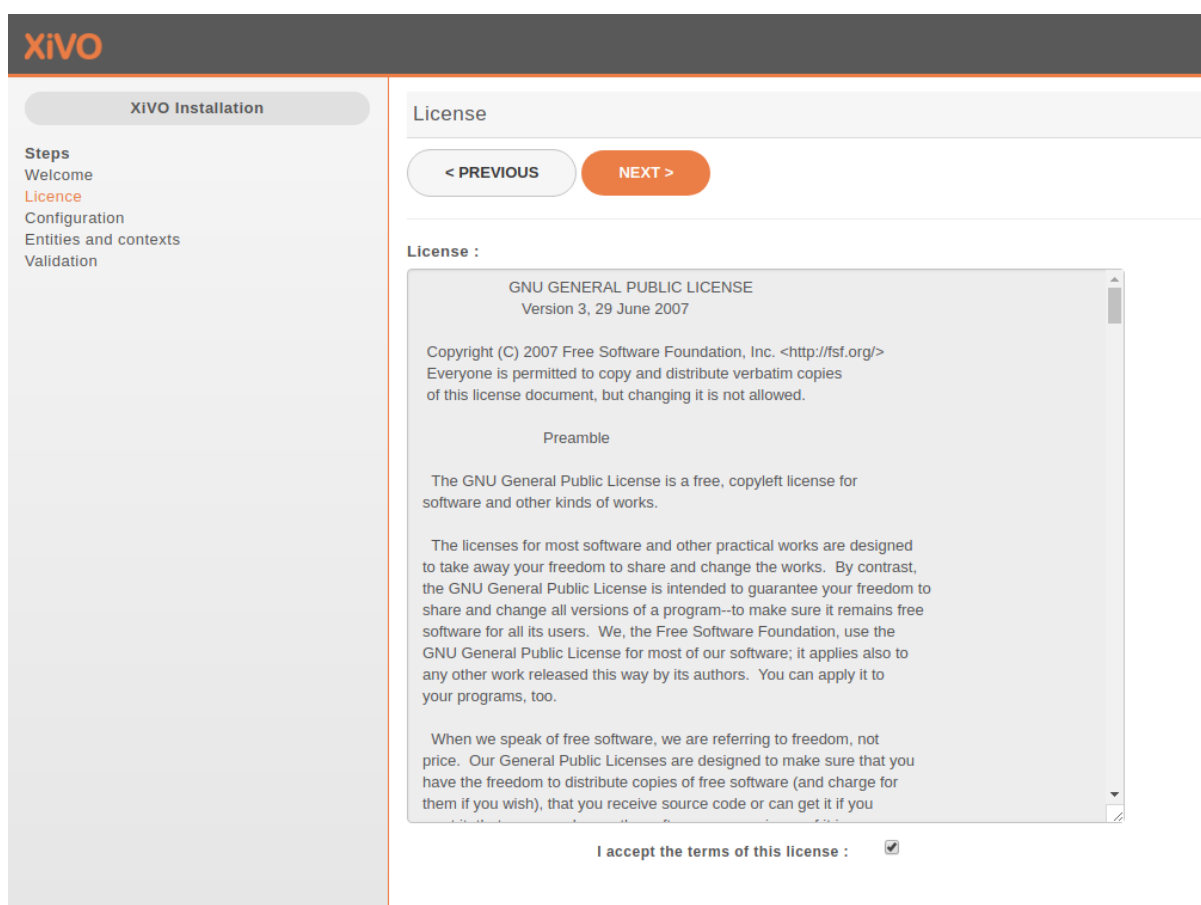 XiVO
XiVO Installation
Steps
Welcome
Licence
Configuration
Entities and contexts
Validation
License
< PREVIOUS
NEXT >
License :
GNU GENERAL PUBLIC LICENSE
Version 3, 29 June 2007
Copyright (C) 2007 Free Software Foundation, Inc. <http://fsf.org/>
Everyone is permitted to copy and distribute verbatim copies
of this license document, but changing it is not allowed.
Preamble
The GNU General Public License is a free, copyleft license for
software and other kinds of works.
The licenses for most software and other practical works are designed
to take away your freedom to share and change the works.  By contrast,
the GNU General Public License is intended to guarantee your freedom to
share and change all versions of a program--to make sure it remains free
software for all its users.  We, the Free Software Foundation, use the
GNU General Public License for most of our software; it applies also to
any other work released this way by its authors.  You can apply it to
your programs, too.
When we speak of free software, we are referring to freedom, not
price.  Our General Public Licenses are designed to make sure that you
have the freedom to distribute copies of free software (and charge for
them if you wish), that you receive source code or can get it if you
I accept the terms of this license :